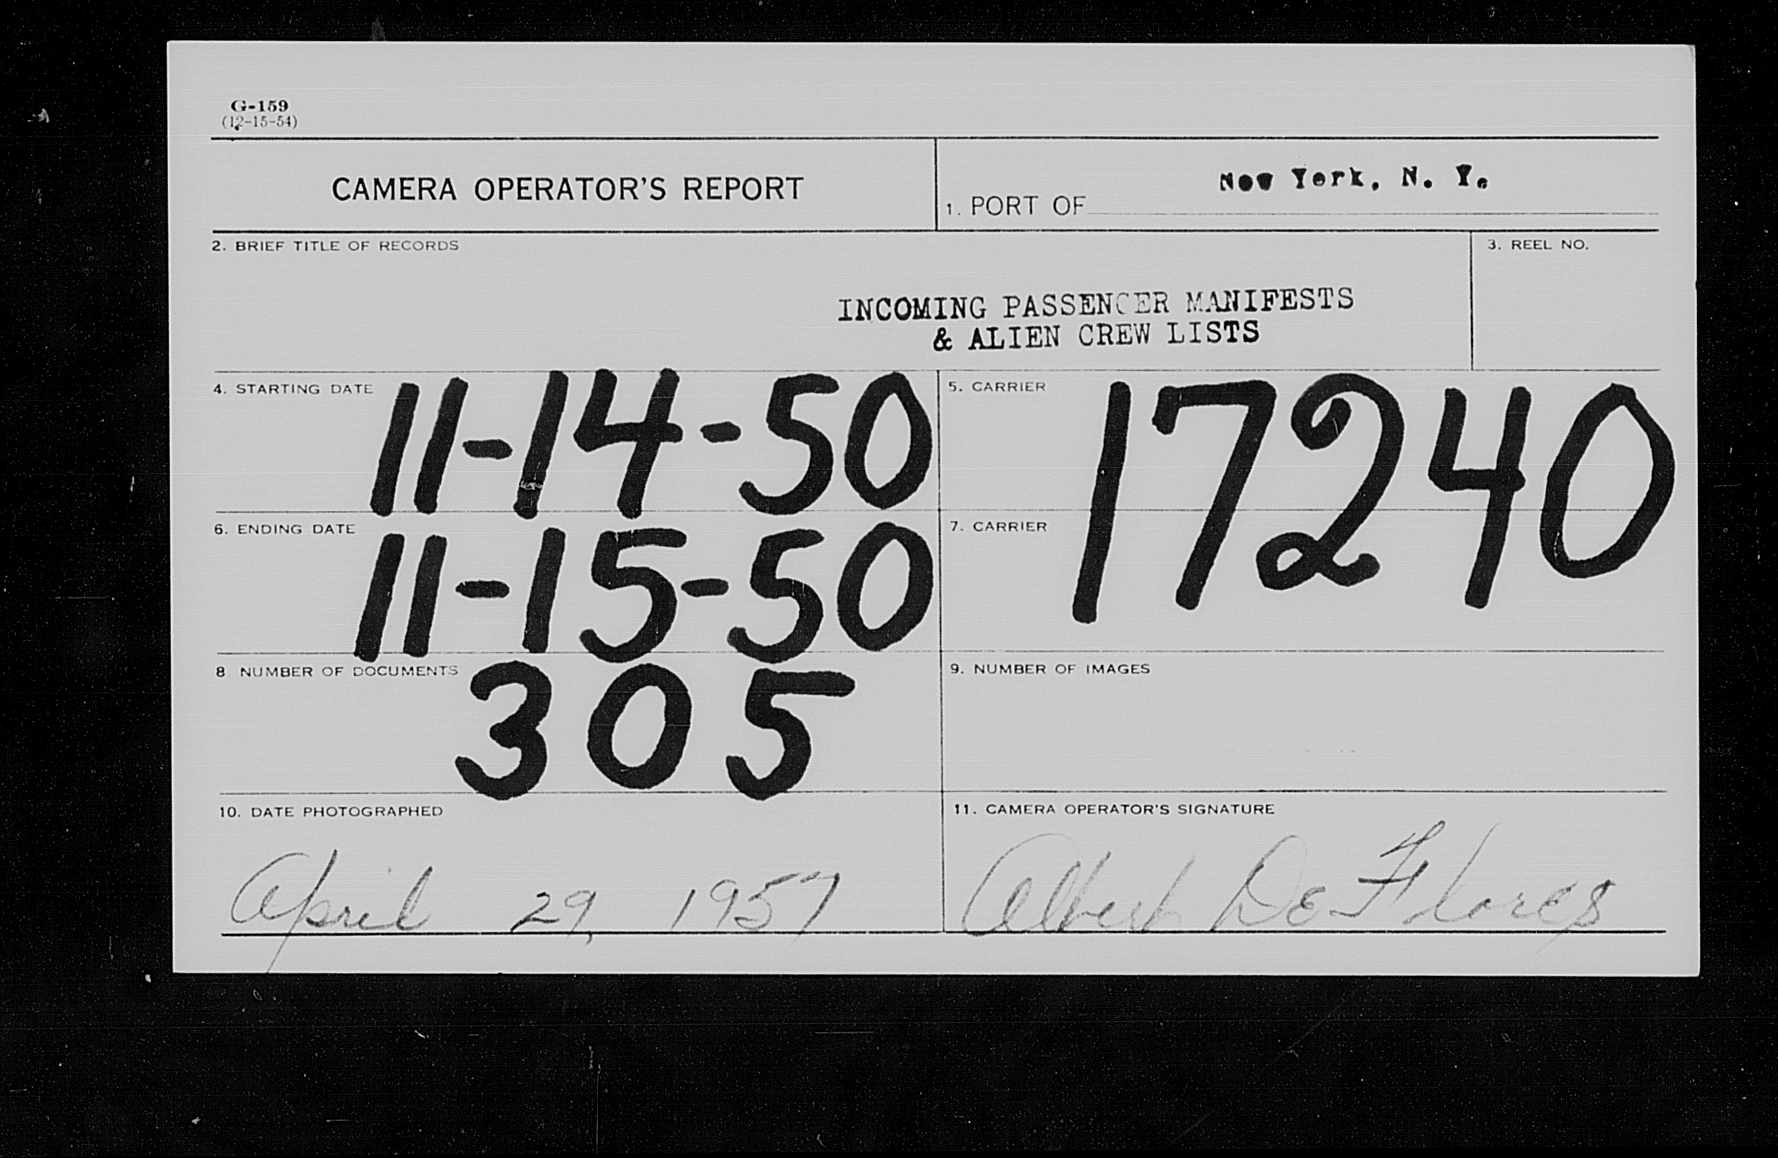 G-159
(12-15-54)
CAMERA OPERATOR'S REPORT
1. PORT OF New York, N. Y.
2. BRIEF TITLE OF RECORDS
3. REEL NO.
INCOMING PASSENGER MANIFESTS
& ALIEN CREW LISTS
4. STARTING DATE 11-14-50
5. CARRIER 17240
6. ENDING DATE 11-15-50
7. CARRIER
8 NUMBER OF DOCUMENTS 305
9. NUMBER OF IMAGES
10. DATE PHOTOGRAPHED
11. CAMERA OPERATOR'S SIGNATURE
April 29, 1957
Albert DeFlores